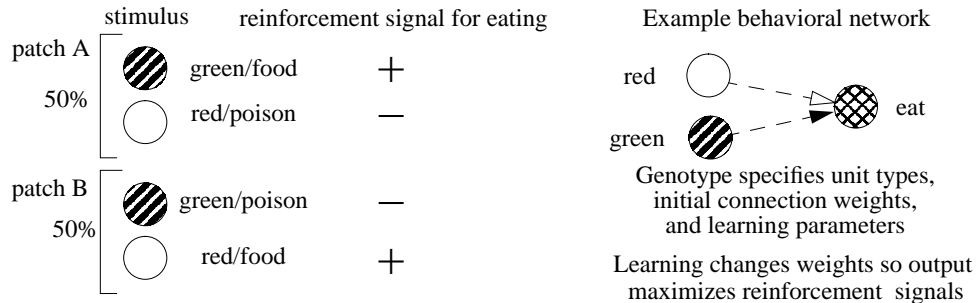 stimulus
reinforcement signal for eating
patch A
50%
green/food
+
red/poison
−
patch B
50%
green/poison
−
red/food
+
Example behavioral network
red
green
eat
Genotype specifies unit types,
initial connection weights,
and learning parameters
Learning changes weights so output
maximizes reinforcement signals